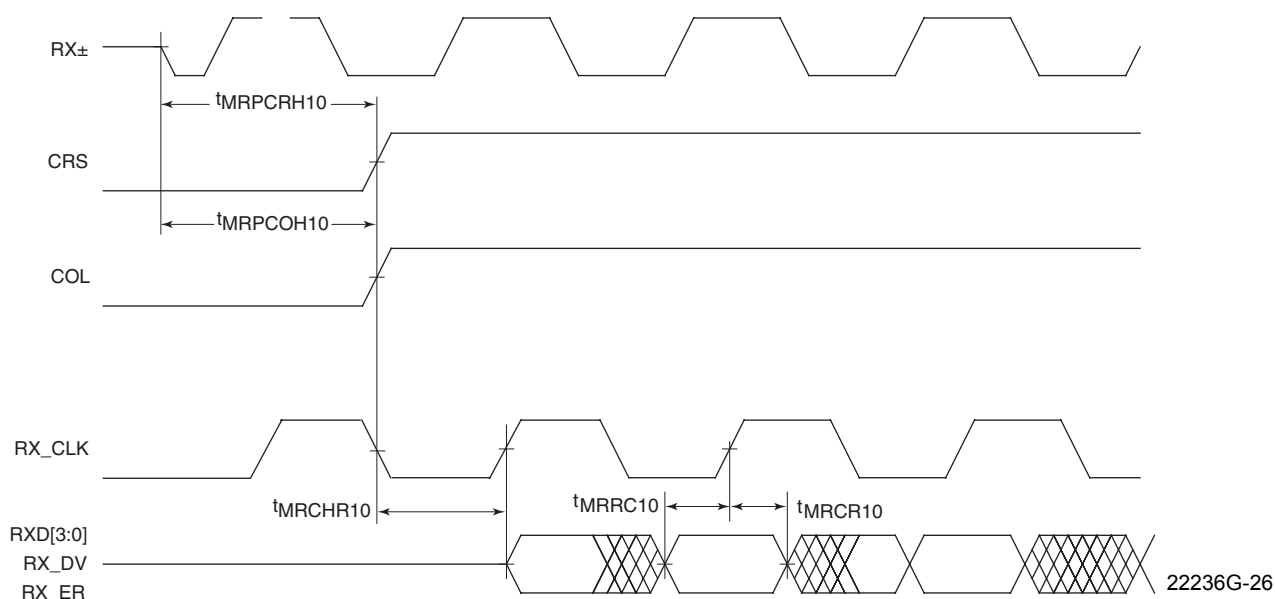 RX±
tMRPCRH10
CRS
tMRPCOH10
COL
RX_CLK
tMRCHR10
tMRRC10
tMRCR10
RXD[3:0]
RX_DV
RX_ER
22236G-26